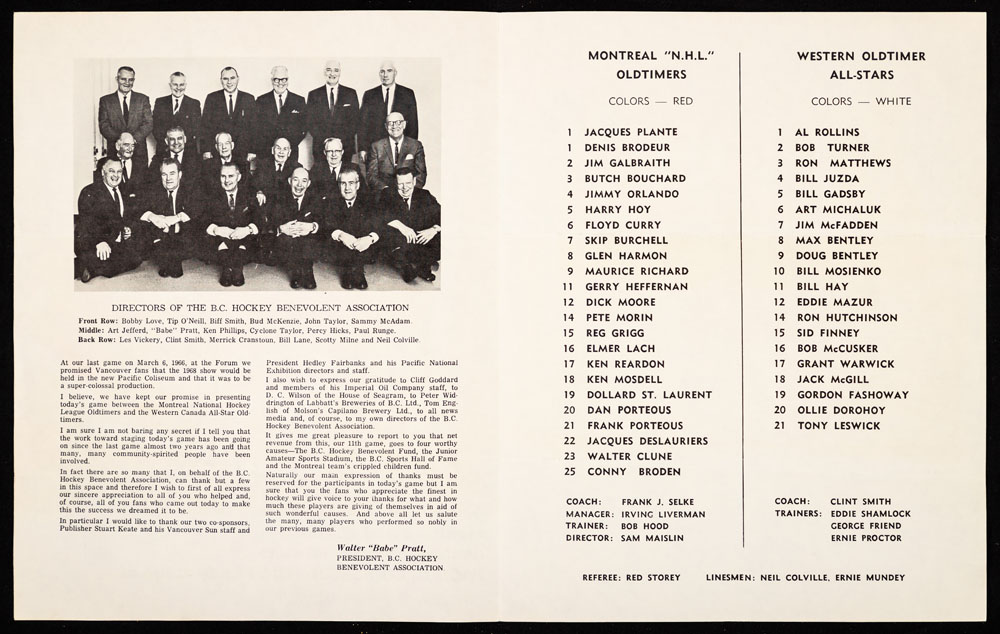 DIRECTORS OF THE B.C. HOCKEY BENEVOLENT ASSOCIATION
Front Row: Bobby Love, Tip O'Neill, Biff Smith, Bud McKenzie, John Taylor, Sammy McAdam.
Middle: Art Jefferd, "Babe" Pratt, Ken Phillips, Cyclone Taylor, Percy Hicks, Paul Runge.
Back Row: Les Vickery, Clint Smith, Merrick Cranstoun, Bill Lane, Scotty Milne and Neil Colville.
At our last game on March 6, 1966, at the Forum we
promised Vancouver fans that the 1968 show would be
held in the new Pacific Coliseum and that it was to be
a super-colossal production.
I believe, we have kept our promise in presenting
today's game between the Montreal National Hockey
League Oldtimers and the Western Canada All-Star Old-
timers.
I am sure I am not baring any secret if I tell you that
the work toward staging today's game has been going
on since the last game almost two years ago and that
many, many community-spirited people have been
involved.
In fact there are so many that I, on behalf of the B.C.
Hockey Benevolent Association, can thank but a few
in this space and therefore I wish to first of all express
our sincere appreciation to all of you who helped and,
of course, all of you fans who came out today to make
this the success we dreamed it to be.
In particular I would like to thank our two co-sponsors,
Publisher Stuart Keate and his Vancouver Sun staff and
President Hedley Fairbanks and his Pacific National
Exhibition directors and staff.
I also wish to express our gratitude to Cliff Goddard
and members of his Imperial Oil Company staff, to
D. C. Wilson of the House of Seagram, to Peter Wid-
drington of Labbatt's Breweries of B.C. Ltd., Tom Eng-
lish of Molson's Capilano Brewery Ltd., to all news
media and, of course, to my own directors of the B.C.
Hockey Benevolent Association.
It gives me great pleasure to report to you that net
revenue from this, our 11th game, goes to four worthy
causes—The B.C. Hockey Benevolent Fund, the Junior
Amateur Sports Stadium, the B.C. Sports Hall of Fame
and the Montreal team's crippled children fund.
Naturally our main expression of thanks must be
reserved for the participants in today's game but I am
sure that you the fans who appreciate the finest in
hockey will give voice to your thanks for what and how
much these players are giving of themselves in aid of
such wonderful causes. And above all let us salute
the many, many players who performed so nobly in
our previous games.
Walter "Babe" Pratt,
PRESIDENT, B.C. HOCKEY
BENEVOLENT ASSOCIATION
MONTREAL "N.H.L."
OLDTIMERS
COLORS — RED
1 JACQUES PLANTE
1 DENIS BRODEUR
2 JIM GALBRAITH
3 BUTCH BOUCHARD
4 JIMMY ORLANDO
5 HARRY HOY
6 FLOYD CURRY
7 SKIP BURCHELL
8 GLEN HARMON
9 MAURICE RICHARD
11 GERRY HEFFERNAN
12 DICK MOORE
14 PETE MORIN
15 REG GRIGG
16 ELMER LACH
17 KEN REARDON
18 KEN MOSDELL
19 DOLLARD ST. LAURENT
20 DAN PORTEOUS
21 FRANK PORTEOUS
22 JACQUES DESLAURIERS
23 WALTER CLUNE
25 CONNY BRODEN
COACH: FRANK J. SELKE
MANAGER: IRVING LIVERMAN
TRAINER: BOB HOOD
DIRECTOR: SAM MAISLIN
WESTERN OLDTIMER
ALL-STARS
COLORS — WHITE
1 AL ROLLINS
2 BOB TURNER
3 RON MATTHEWS
4 BILL JUZDA
5 BILL GADSBY
6 ART MICHALUK
7 JIM McFADDEN
8 MAX BENTLEY
9 DOUG BENTLEY
10 BILL MOSIENKO
11 BILL HAY
12 EDDIE MAZUR
14 RON HUTCHINSON
15 SID FINNEY
16 BOB McCUSKER
17 GRANT WARWICK
18 JACK McGILL
19 GORDON FASHOWAY
20 OLLIE DOROHOY
21 TONY LESWICK
COACH: CLINT SMITH
TRAINERS: EDDIE SHAMLOCK
GEORGE FRIEND
ERNIE PROCTOR
REFEREE: RED STOREY LINESMEN: NEIL COLVILLE, ERNIE MUNDEY